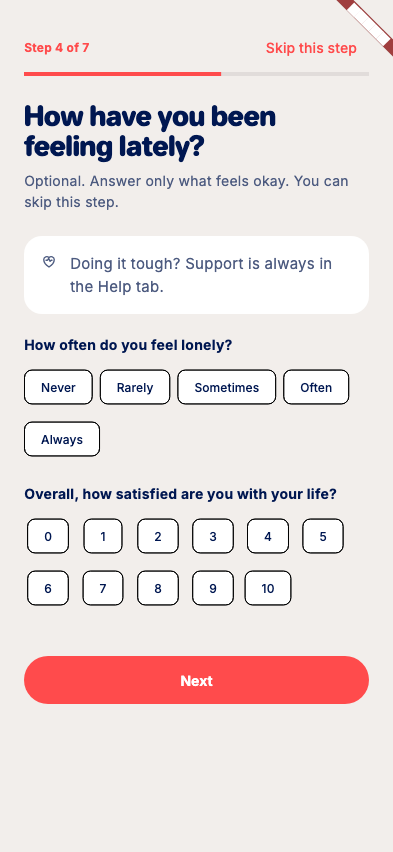 Step 4 of 7
Skip this step
How have you been
feeling lately?
Optional. Answer only what feels okay. You can
skip this step.
Doing it tough? Support is always in
the Help tab.
How often do you feel lonely?
Never
Rarely
Sometimes
Often
Always
Overall, how satisfied are you with your life?
0
1
2
3
4
5
6
7
8
9
10
Next